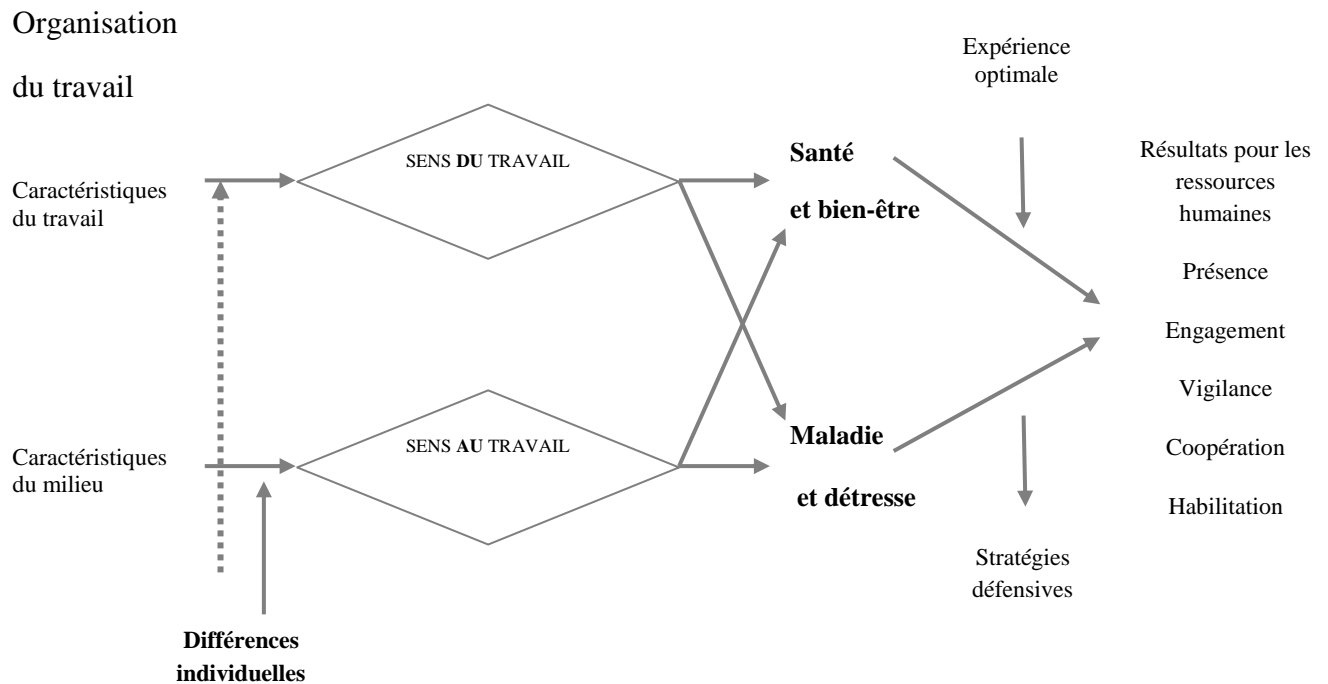 Organisation
du travail
Caractéristiques
du travail
Caractéristiques
du milieu
Différences
individuelles
SENS DU TRAVAIL
SENS AU TRAVAIL
Santé
et bien-être
Maladie
et détresse
Expérience
optimale
Stratégies
défensives
Résultats pour les
ressources
humaines
Présence
Engagement
Vigilance
Coopération
Habilitation